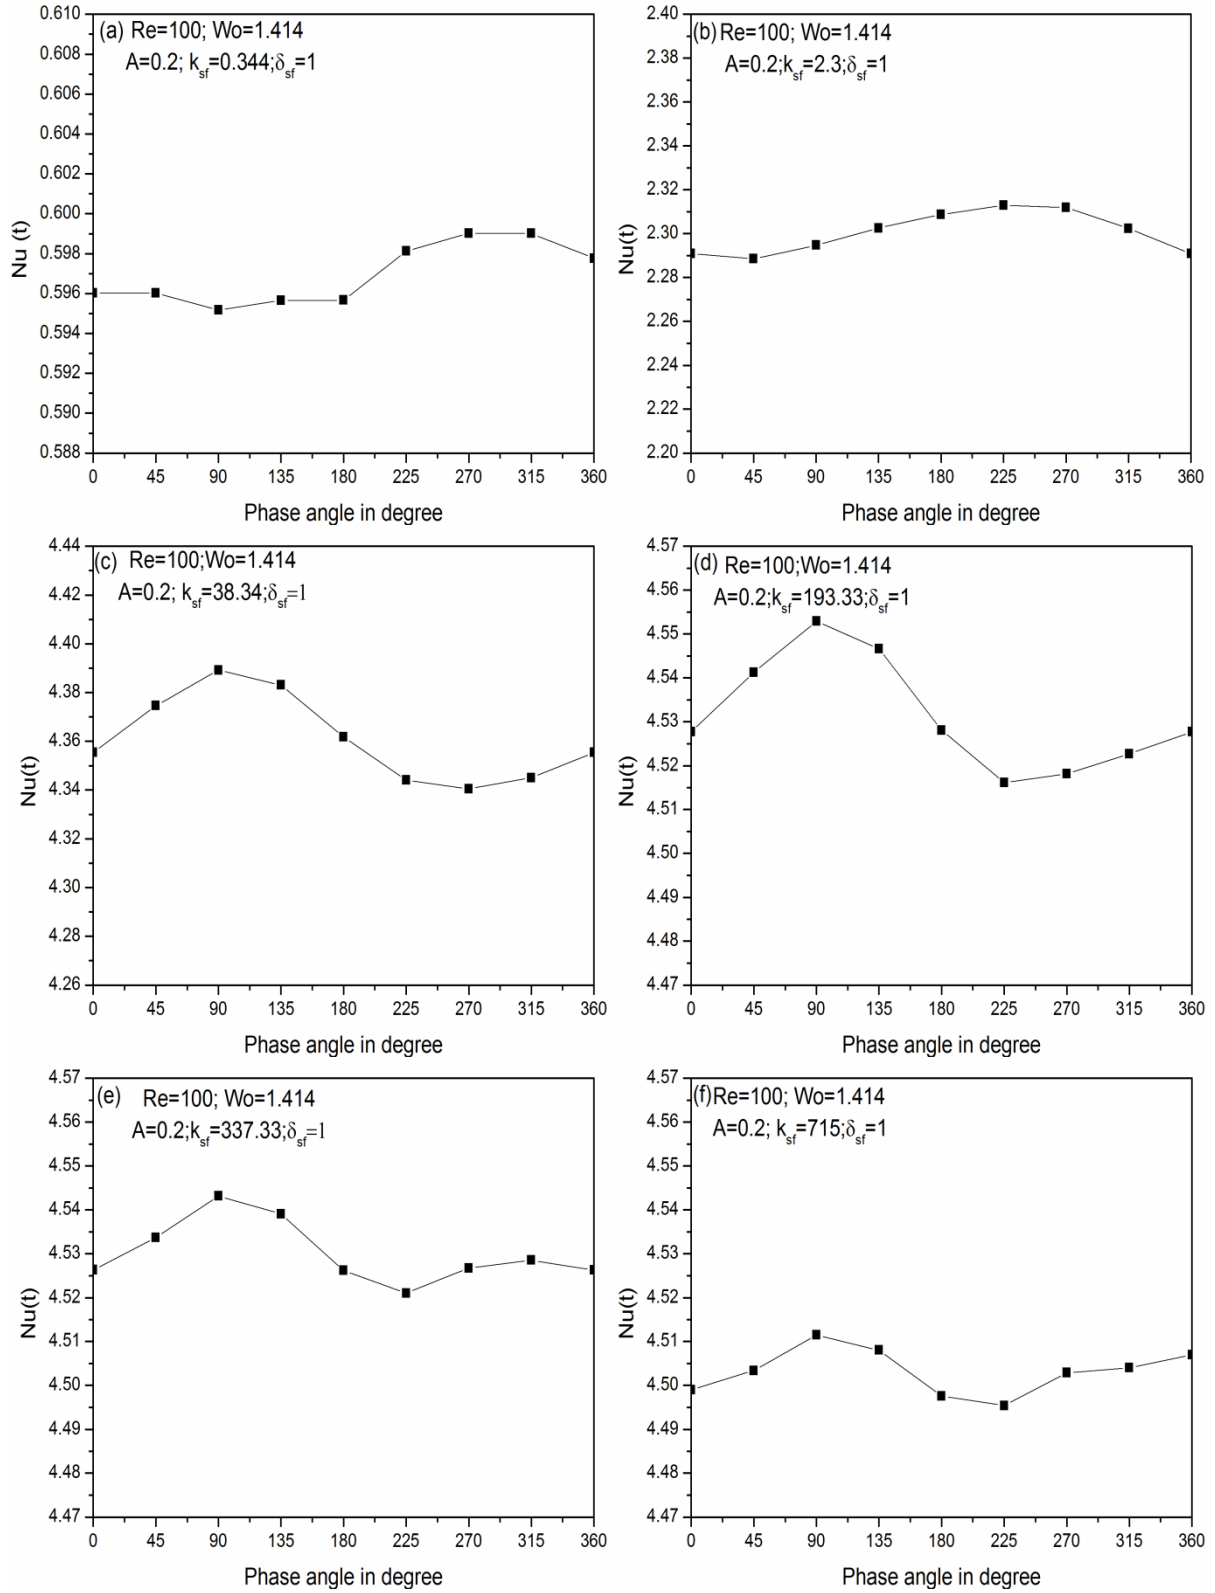 (a) Re=100; Wo=1.414
A=0.2; k_sf=0.344;δ_sf=1
Nu (t)
0.610
0.608
0.606
0.604
0.602
0.600
0.598
0.596
0.594
0.592
0.590
0.588
0 45 90 135 180 225 270 315 360
Phase angle in degree
(b) Re=100; Wo=1.414
A=0.2;k_sf=2.3;δ_sf=1
Nu(t)
2.40
2.38
2.36
2.34
2.32
2.30
2.28
2.26
2.24
2.22
2.20
0 45 90 135 180 225 270 315 360
Phase angle in degree
(c) Re=100;Wo=1.414
A=0.2; k_sf=38.34;δ_sf=1
Nu(t)
4.44
4.42
4.40
4.38
4.36
4.34
4.32
4.30
4.28
4.26
0 45 90 135 180 225 270 315 360
Phase angle in degree
(d) Re=100;Wo=1.414
A=0.2;k_sf=193.33;δ_sf=1
Nu(t)
4.57
4.56
4.55
4.54
4.53
4.52
4.51
4.50
4.49
4.48
4.47
0 45 90 135 180 225 270 315 360
Phase angle in degree
(e) Re=100; Wo=1.414
A=0.2;k_sf=337.33;δ_sf=1
Nu(t)
4.57
4.56
4.55
4.54
4.53
4.52
4.51
4.50
4.49
4.48
4.47
0 45 90 135 180 225 270 315 360
Phase angle in degree
(f) Re=100; Wo=1.414
A=0.2; k_sf=715;δ_sf=1
Nu(t)
4.57
4.56
4.55
4.54
4.53
4.52
4.51
4.50
4.49
4.48
4.47
0 45 90 135 180 225 270 315 360
Phase angle in degree